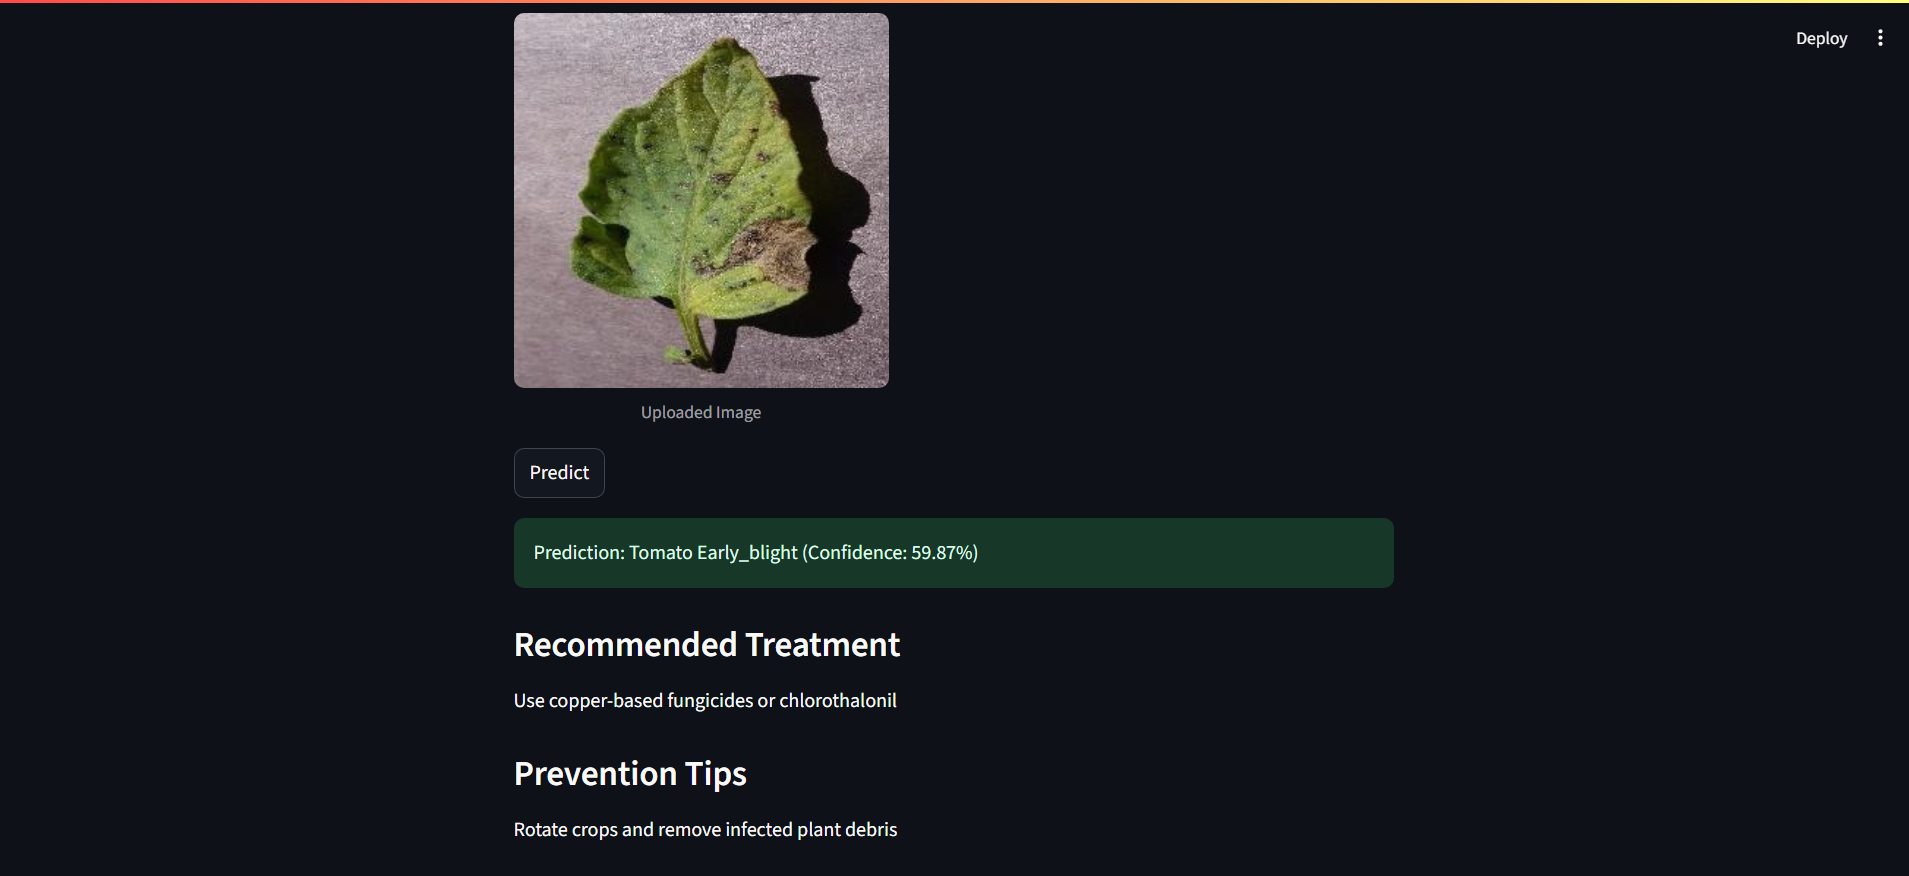 Deploy
Uploaded Image
Predict
Prediction: Tomato Early_blight (Confidence: 59.87%)
Recommended Treatment
Use copper-based fungicides or chlorothalonil
Prevention Tips
Rotate crops and remove infected plant debris